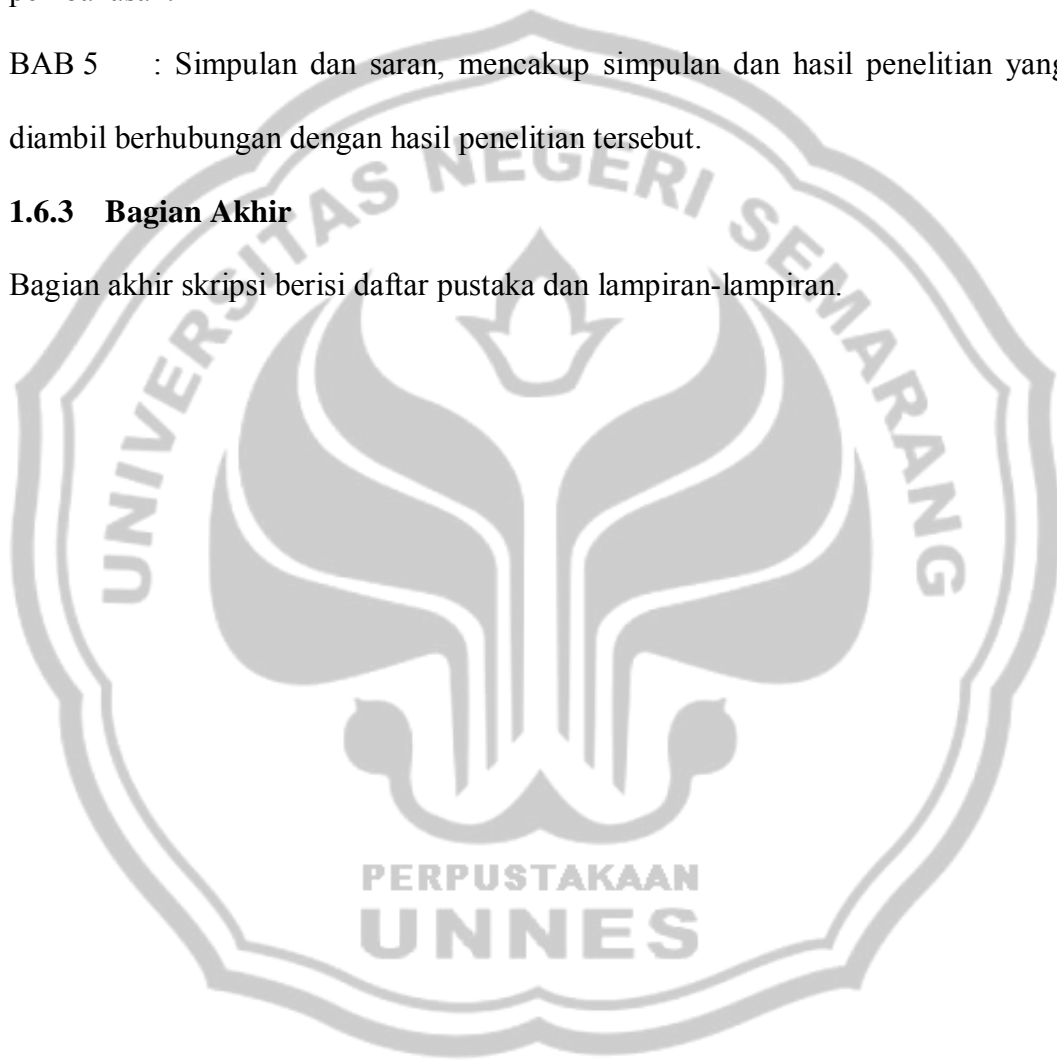 BAB 5 : Simpulan dan saran, mencakup simpulan dan hasil penelitian yang
diambil berhubungan dengan hasil penelitian tersebut.
1.6.3 Bagian Akhir
Bagian akhir skripsi berisi daftar pustaka dan lampiran-lampiran.
UNIVERSITAS NEGERI SEMARANG
PERPUSTAKAAN
UNNES